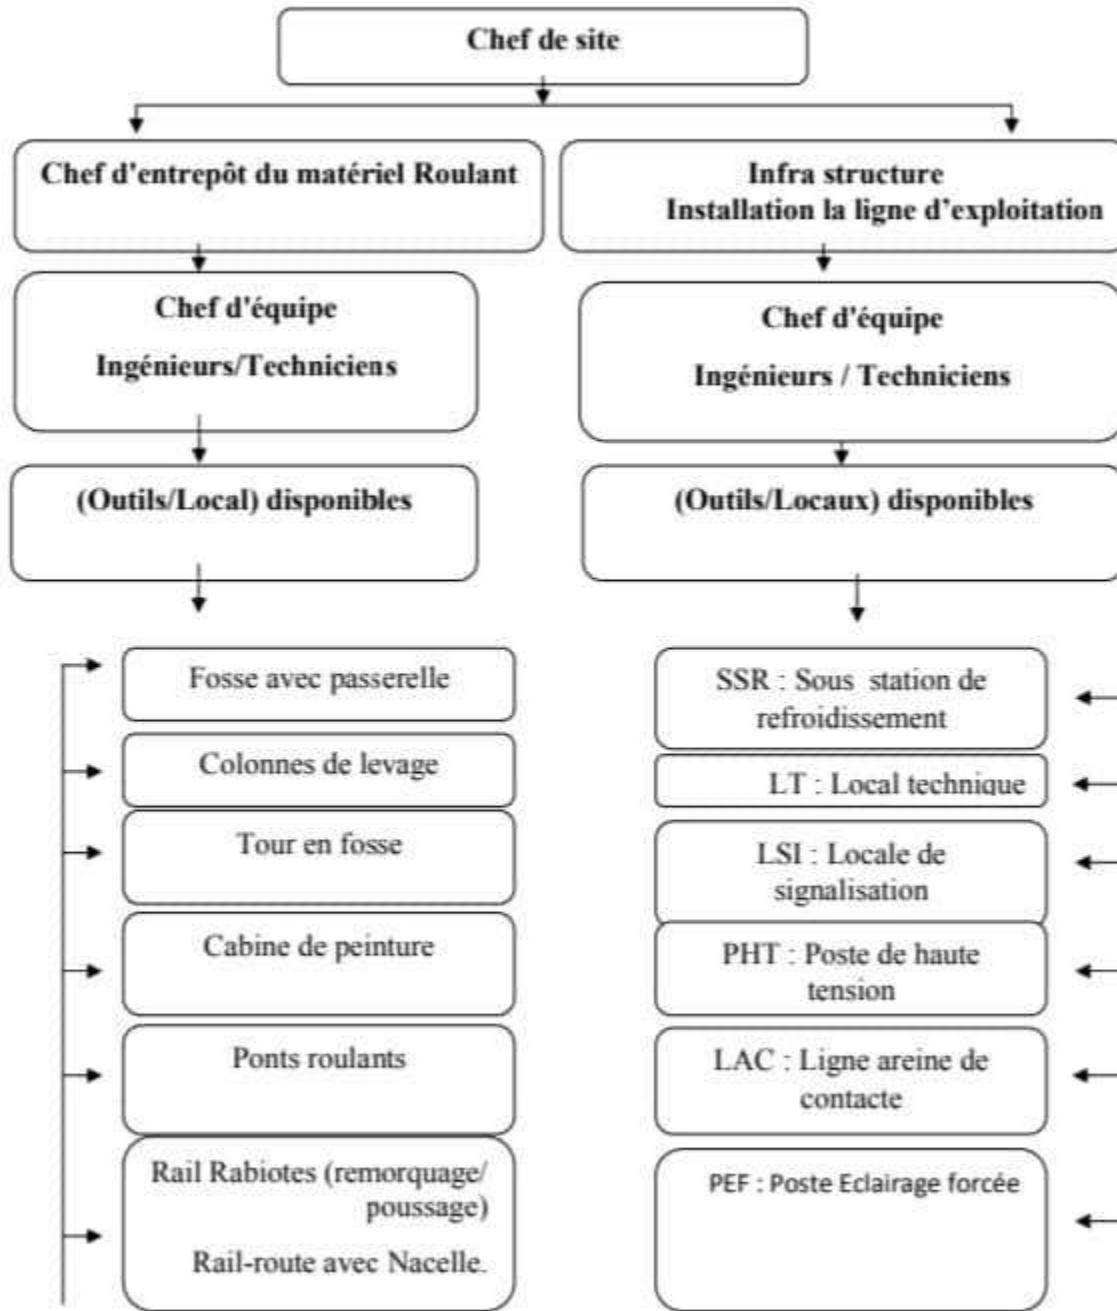 Chef de site
Chef d'entrepôt du matériel Roulant
Infra structure
Installation la ligne d'exploitation
Chef d'équipe
Ingénieurs/Techniciens
Chef d'équipe
Ingénieurs / Techniciens
(Outils/Local) disponibles
(Outils/Locaux) disponibles
Fosse avec passerelle
Colonnes de levage
Tour en fosse
Cabine de peinture
Ponts roulants
Rail Rabiotes (remorquage/
poussage)
Rail-route avec Nacelle.
SSR : Sous station de
refroidissement
LT : Local technique
LSI : Locale de
signalisation
PHT : Poste de haute
tension
LAC : Ligne areine de
contacte
PEF : Poste Eclairage forcée